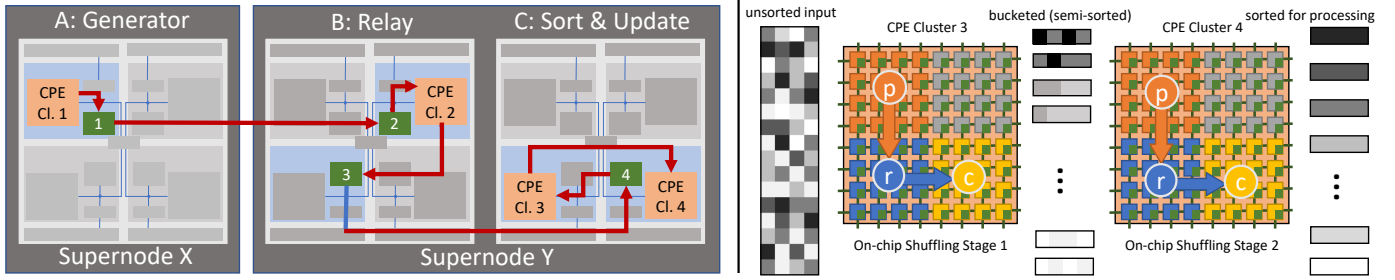 A: Generator
CPE
Cl. 1
1
Supernode X
B: Relay
2
CPE
Cl. 2
3
C: Sort & Update
CPE
Cl. 3
4
CPE
Cl. 4
Supernode Y
unsorted input
CPE Cluster 3
p
r
c
On-chip Shuffling Stage 1
bucketed (semi-sorted)
CPE Cluster 4
p
r
c
On-chip Shuffling Stage 2
sorted for processing